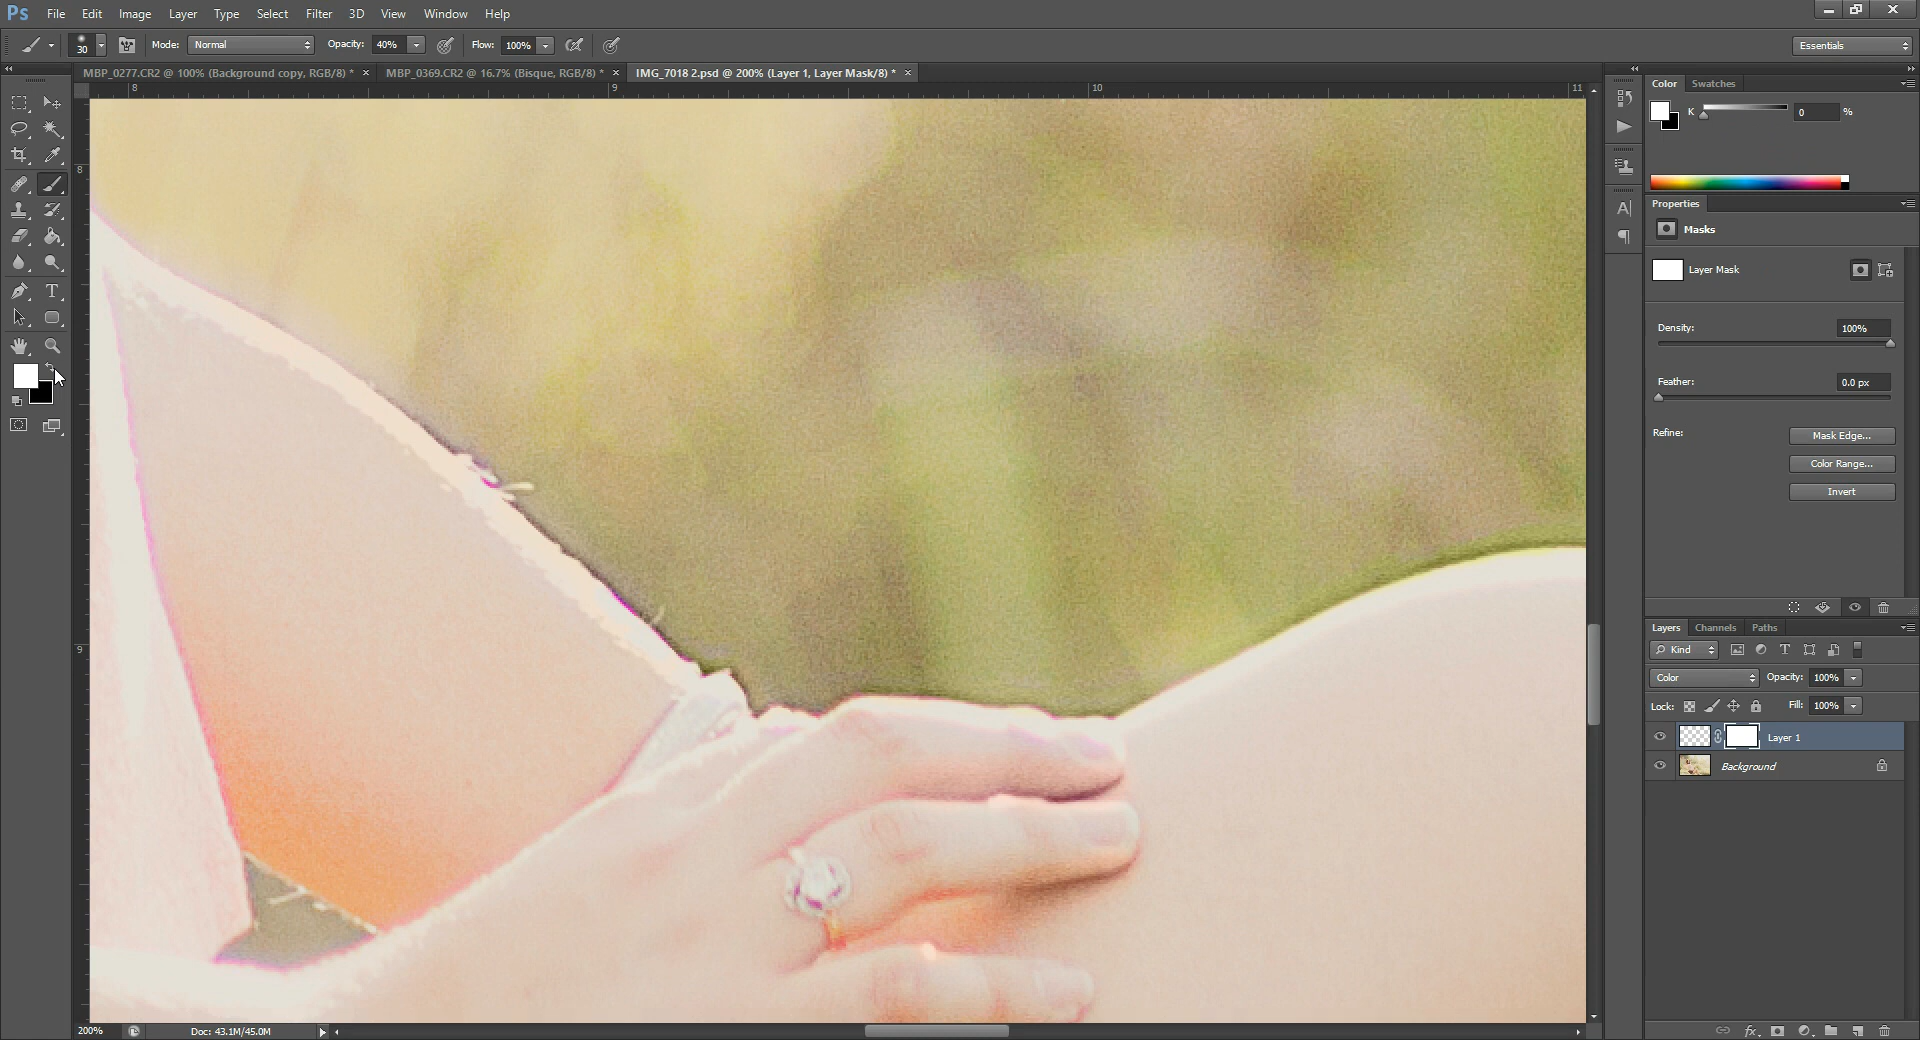 Ps File Edit Image Layer Type Select Filter 3D View Window Help
30 Mode: Normal Opacity: 40% Flow: 100% Essentials
MBP_0277.CR2 @ 100% (Background copy, RGB/8) * × MBP_0369.CR2 @ 16.7% (Bisque, RGB/8) * × IMG_7018 2.psd @ 200% (Layer 1, Layer Mask/8) * ×
8 9 10 11
8
9
Color Swatches
K 0 %
Properties
Masks
Layer Mask
Density: 100%
Feather: 0.0 px
Refine: Mask Edge...
Color Range...
Invert
Layers Channels Paths
Kind
Color Opacity: 100%
Lock: Fill: 100%
Layer 1
Background
200% Doc: 43.1M/45.0M